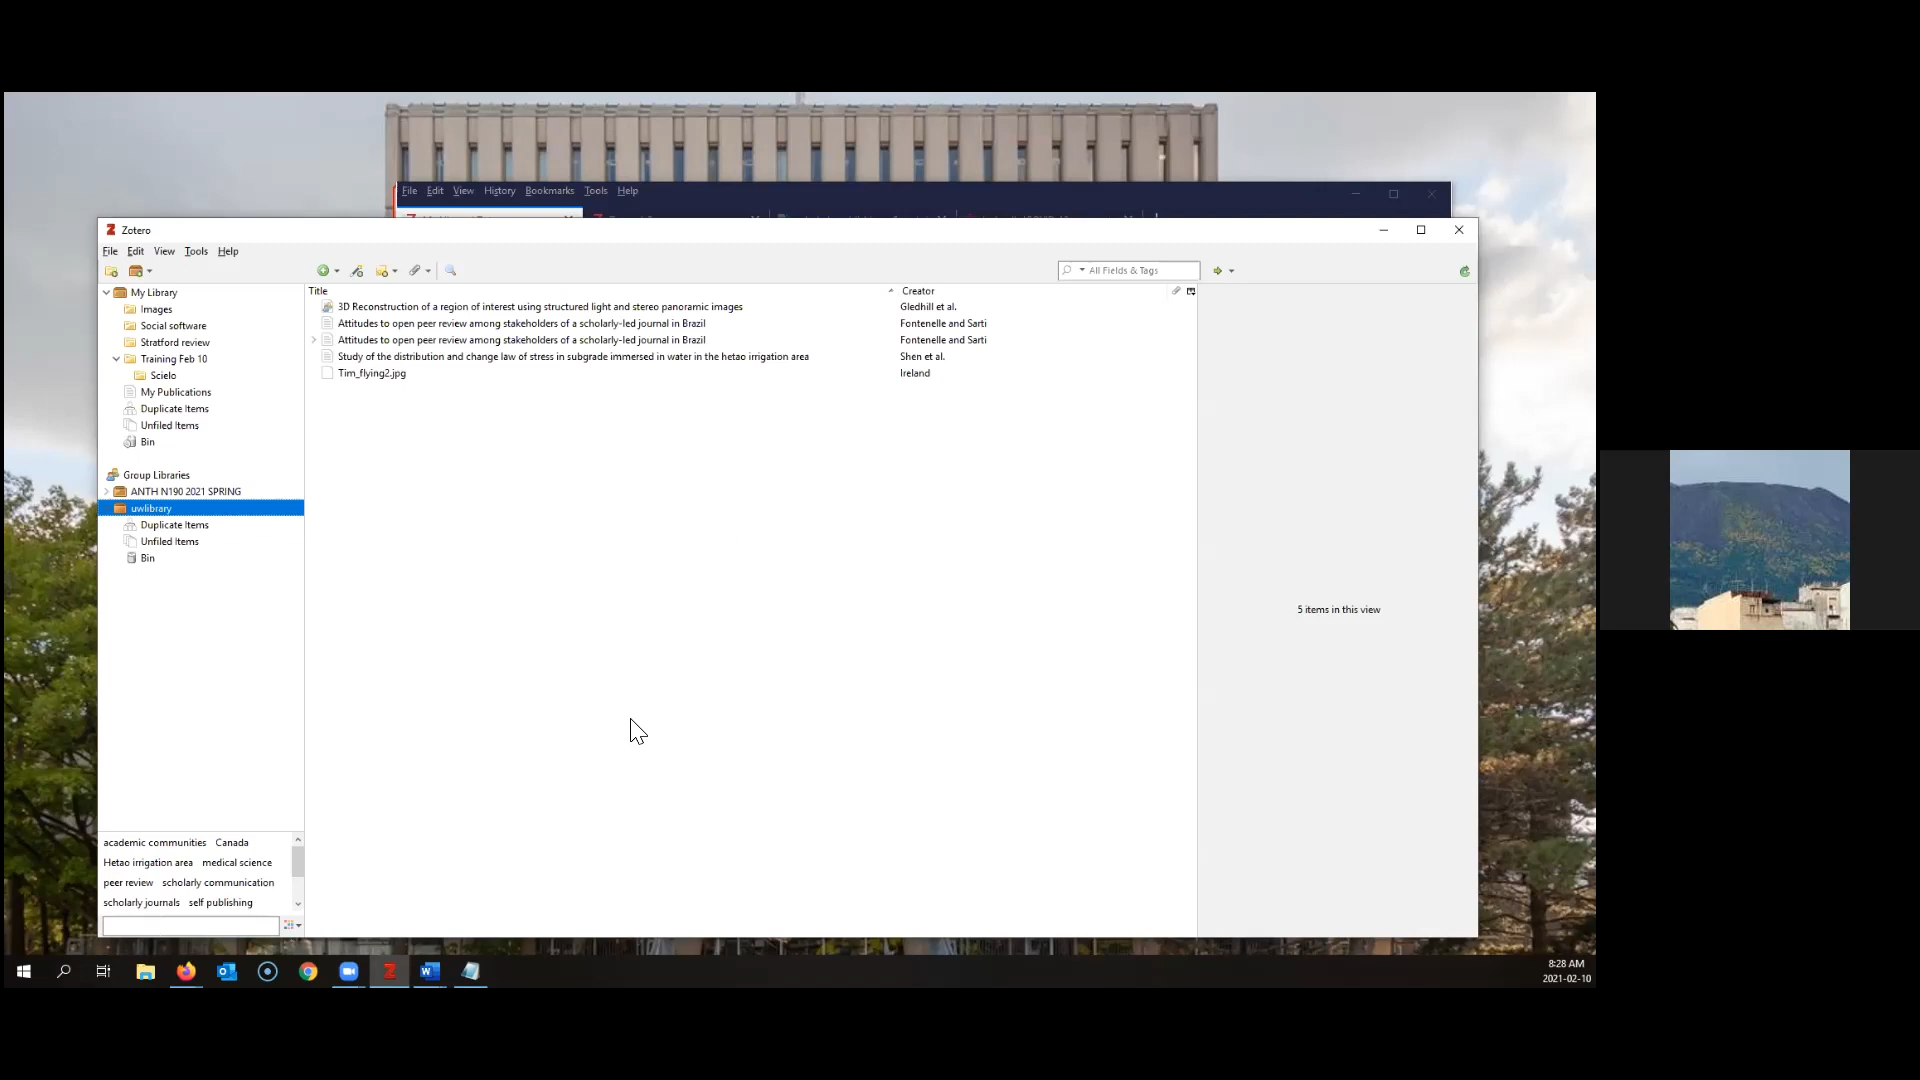 File Edit View History Bookmarks Tools Help
Zotero
File Edit View Tools Help
All Fields & Tags
Title Creator
My Library
Images
Social software
Stratford review
Training Feb 10
Scielo
My Publications
Duplicate Items
Unfiled Items
Bin
Group Libraries
ANTH N190 2021 SPRING
uwlibrary
Duplicate Items
Unfiled Items
Bin
3D Reconstruction of a region of interest using structured light and stereo panoramic images Gledhill et al.
Attitudes to open peer review among stakeholders of a scholarly-led journal in Brazil Fontenelle and Sarti
Attitudes to open peer review among stakeholders of a scholarly-led journal in Brazil Fontenelle and Sarti
Study of the distribution and change law of stress in subgrade immersed in water in the hetao irrigation area Shen et al.
Tim_flying2.jpg Ireland
5 items in this view
academic communities Canada
Hetao irrigation area medical science
peer review scholarly communication
scholarly journals self publishing
8:28 AM
2021-02-10